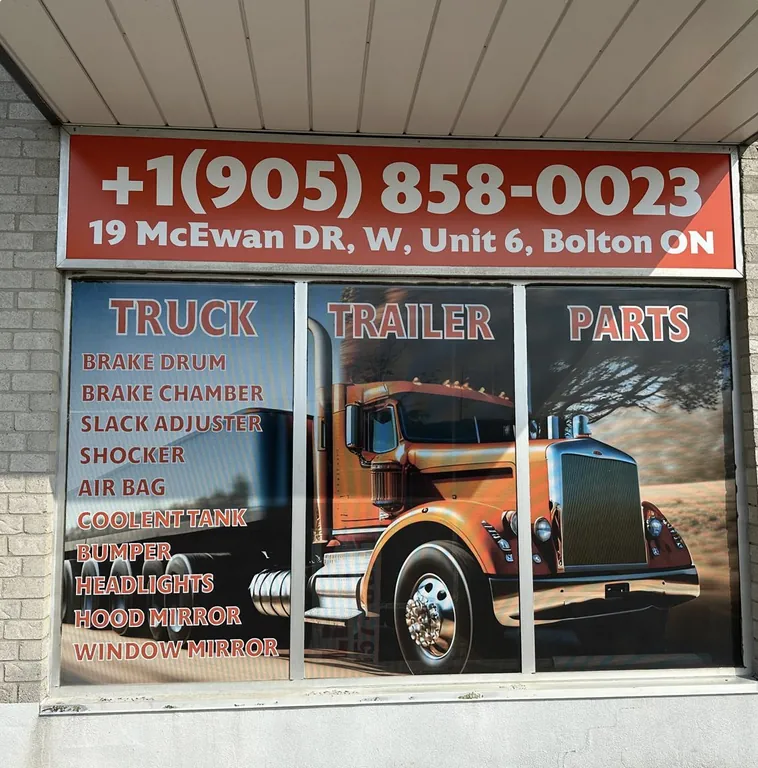 +1(905) 858-0023
19 McEwan DR, W, Unit 6, Bolton ON
TRUCK TRAILER PARTS
BRAKE DRUM
BRAKE CHAMBER
SLACK ADJUSTER
SHOCKER
AIR BAG
COOLENT TANK
BUMPER
HEADLIGHTS
HOOD MIRROR
WINDOW MIRROR